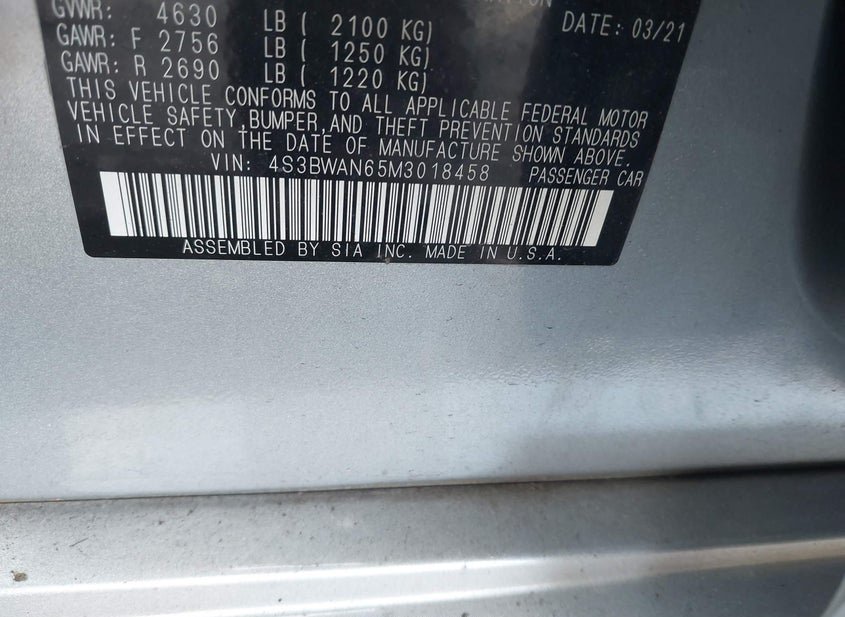 GVWR: 4630 LB ( 2100 KG) DATE: 03/21
GAWR: F 2756 LB ( 1250 KG)
GAWR: R 2690 LB ( 1220 KG)
THIS VEHICLE CONFORMS TO ALL APPLICABLE FEDERAL MOTOR
VEHICLE SAFETY,BUMPER,AND THEFT PREVENTION STANDARDS
IN EFFECT ON THE DATE OF MANUFACTURE SHOWN ABOVE.
VIN: 4S3BWAN65M3018458 PASSENGER CAR
ASSEMBLED BY SIA INC. MADE IN U.S.A.